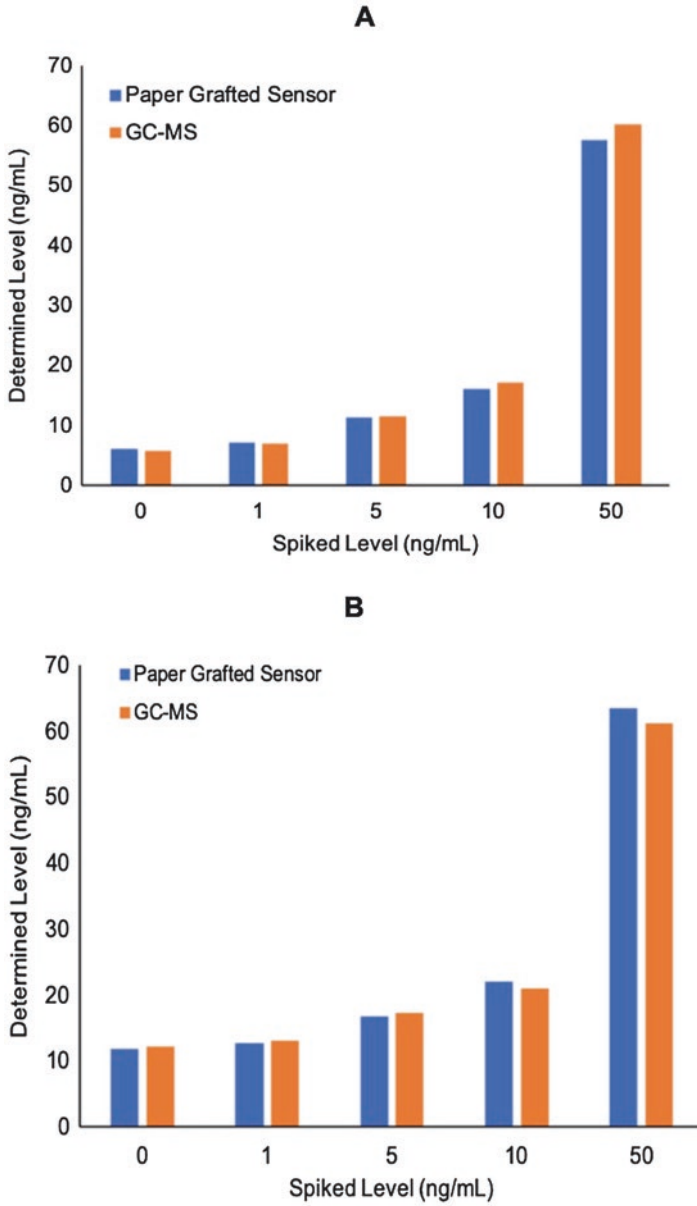 A
70
60
50
40
30
20
10
0
Determined Level (ng/mL)
Paper Grafted Sensor
GC-MS
0 1 5 10 50
Spiked Level (ng/mL)
B
70
60
50
40
30
20
10
0
Determined Level (ng/mL)
Paper Grafted Sensor
GC-MS
0 1 5 10 50
Spiked Level (ng/mL)